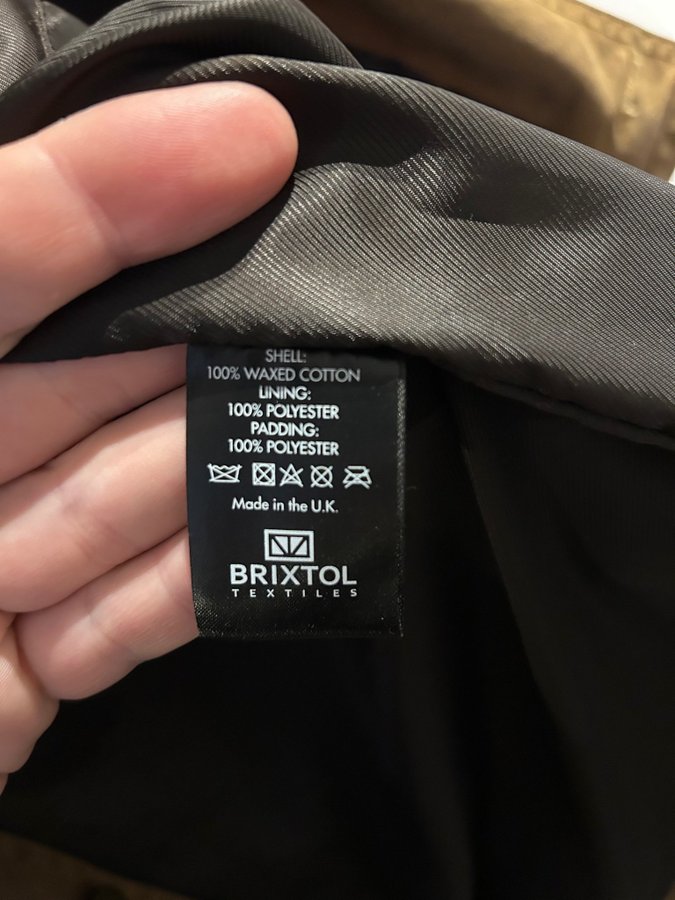 SHELL:
100% WAXED COTTON
LINING:
100% POLYESTER
PADDING:
100% POLYESTER
Made in the U.K.
BRIXTOL
TEXTILES